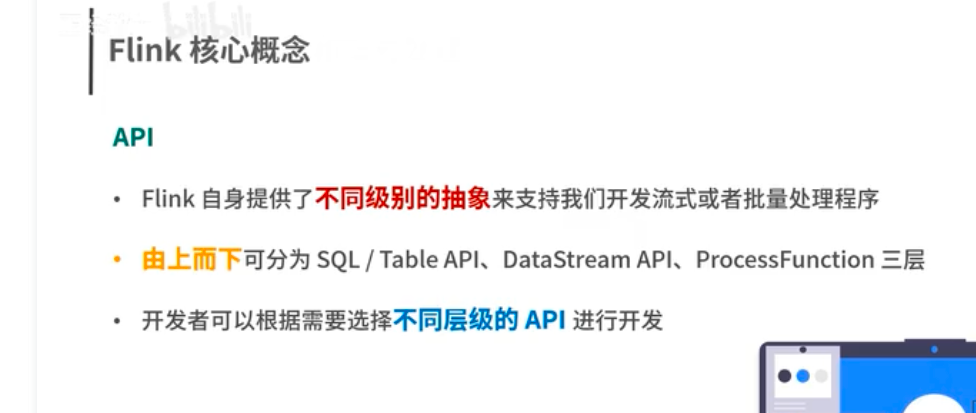 bilibili
Flink 核心概念
API
• Flink 自身提供了不同级别的抽象来支持我们开发流式或者批量处理程序
• 由上而下可分为 SQL / Table API、DataStream API、ProcessFunction 三层
• 开发者可以根据需要选择不同层级的 API 进行开发